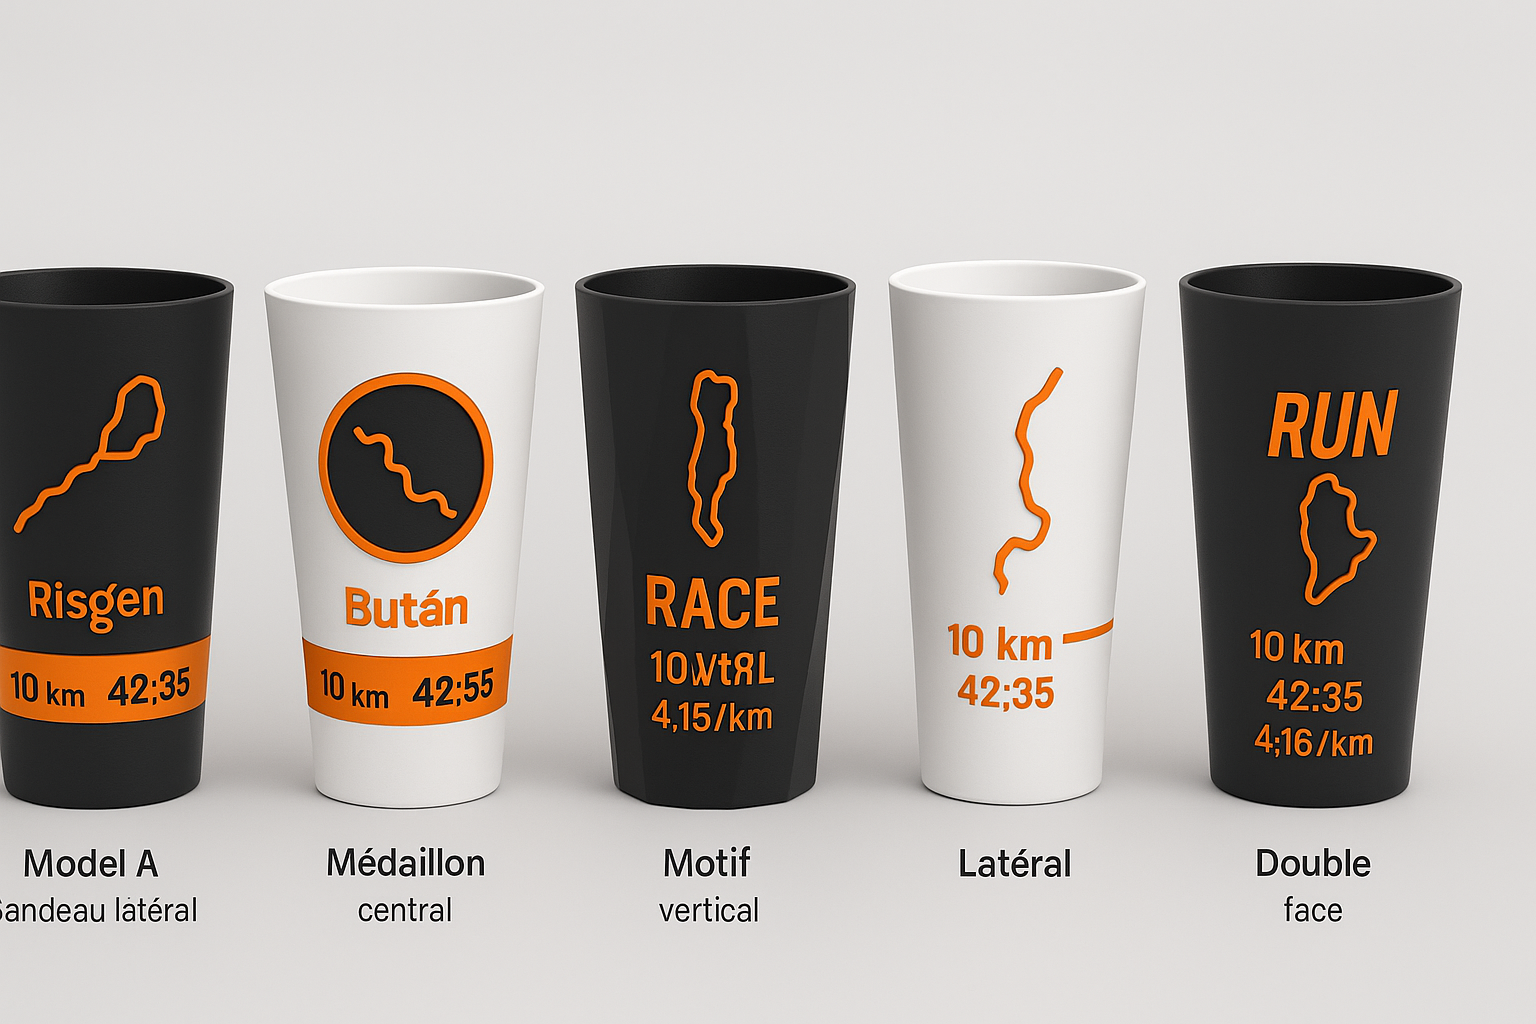 Risgen
10 km 42;35
Model A
Bandeau latéral
Bután
10 km 42;55
Médaillon
central
RACE
4,15/km
Motif
vertical
10 km
42;35
Latéral
RUN
10 km
42:35
4;16/km
Double
face